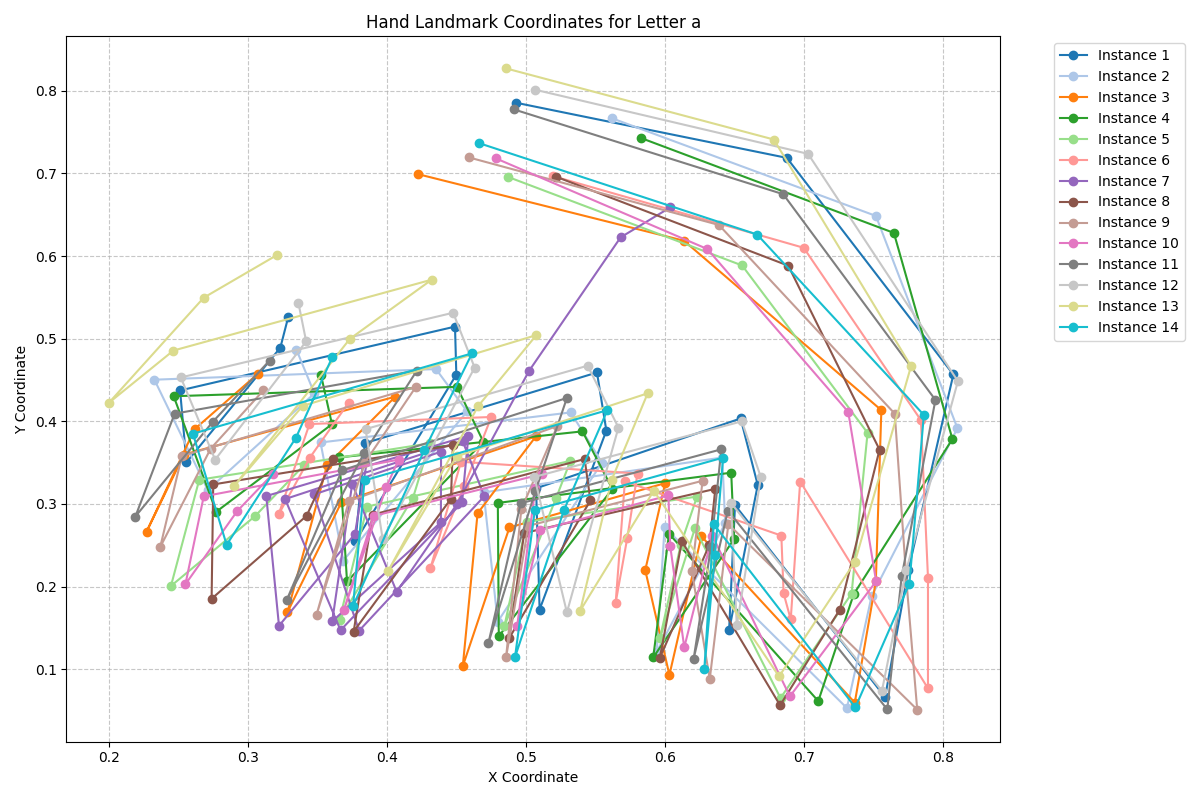 Hand Landmark Coordinates for Letter a
Y Coordinate
0.8
0.7
0.6
0.5
0.4
0.3
0.2
0.1
0.2 0.3 0.4 0.5 0.6 0.7 0.8
X Coordinate
Instance 1
Instance 2
Instance 3
Instance 4
Instance 5
Instance 6
Instance 7
Instance 8
Instance 9
Instance 10
Instance 11
Instance 12
Instance 13
Instance 14